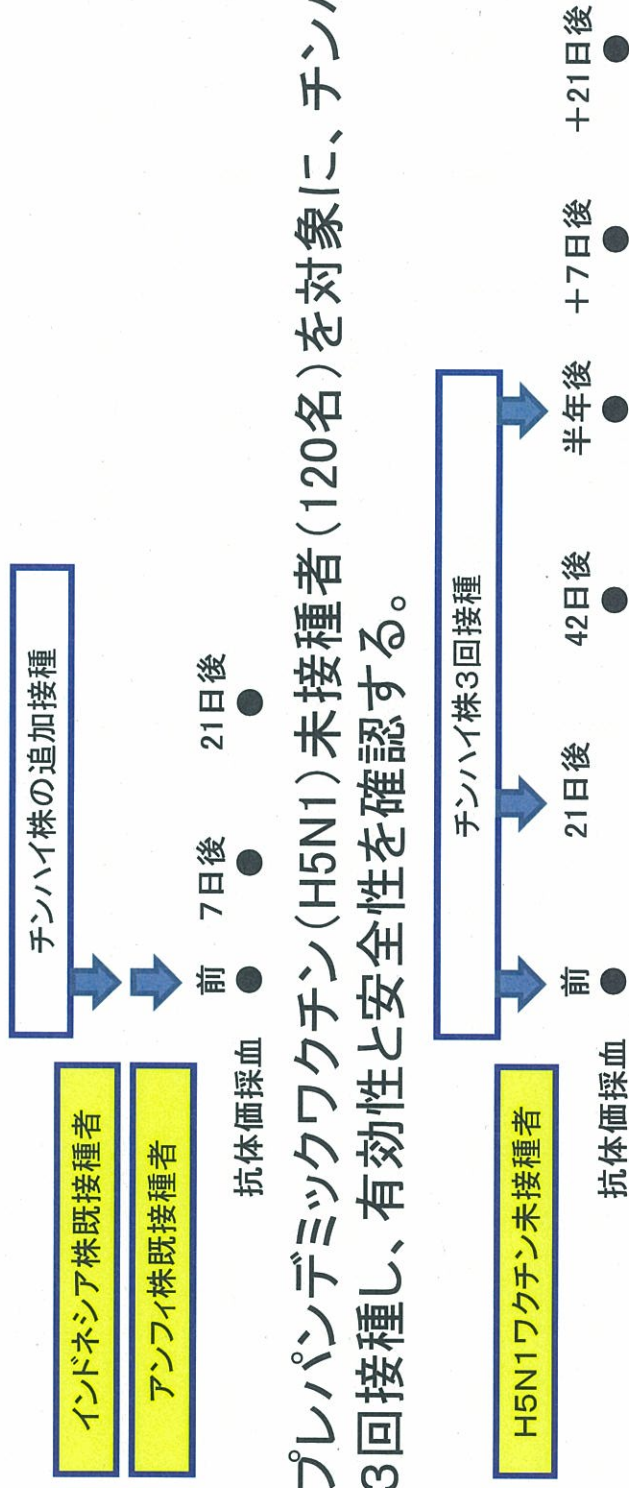 チンハイ株の追加接種
インドネシア株既接種者
アンフィ株既接種者
前 7日後 21日後
抗体価採血
プレパンデミックワクチン(H5N1)未接種者(120名)を対象に、チン
3回接種し、有効性と安全性を確認する。
チンハイ株3回接種
H5N1ワクチン未接種者
前 21日後 42日後 半年後 +7日後 +21日後
抗体価採血